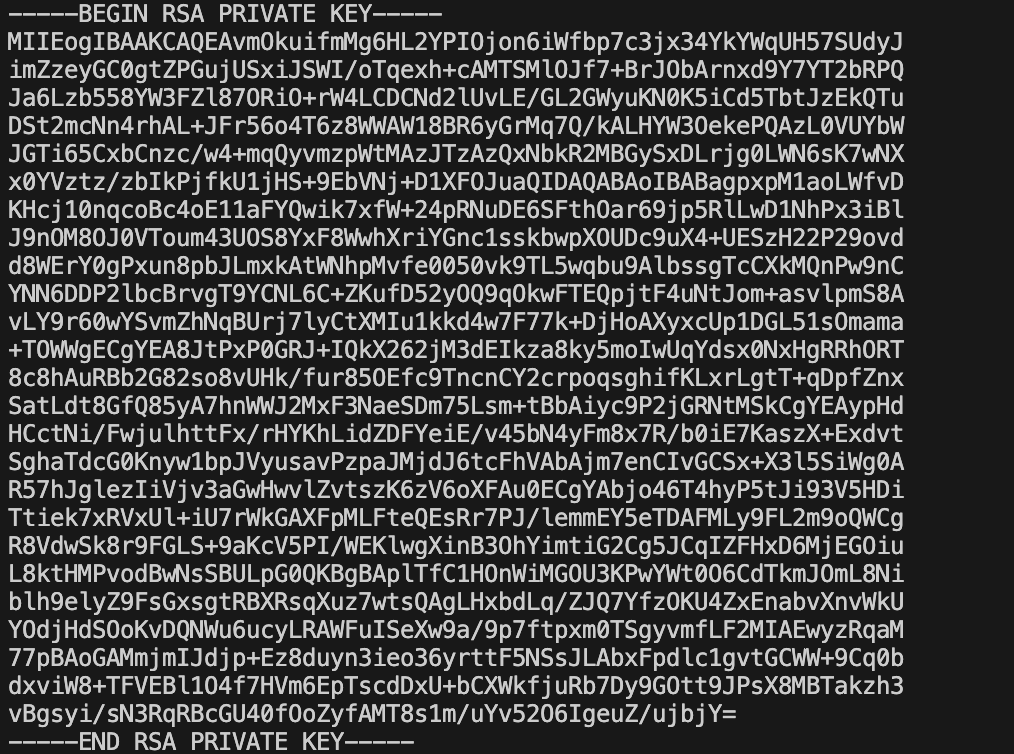 -----BEGIN RSA PRIVATE KEY-----
MIIEogIBAAKCAQEAvmOkuifmMg6HL2YPIOjon6iWfbp7c3jx34YkYWqUH57SUdyJ
imZzeyGC0gtZPGujUSxiJSWI/oTqexh+cAMTSMlOJf7+BrJObArnxd9Y7YT2bRPQ
Ja6Lzb558YW3FZl87ORiO+rW4LCDCNd2lUvLE/GL2GWyuKN0K5iCd5TbtJzEkQTu
DSt2mcNn4rhAL+JFr56o4T6z8WWAW18BR6yGrMq7Q/kALHYW3OekePQAzL0VUYbW
JGTi65CxbCnzc/w4+mqQyvmzpWtMAzJTzAzQxNbkR2MBGySxDLrjg0LWN6sK7wNX
x0YVztz/zbIkPjfkU1jHS+9EbVNj+D1XFOJuaQIDAQABAoIBABagpxpM1aoLWfvD
KHcj10nqcoBc4oE11aFYQwik7xfW+24pRNuDE6SFthOar69jp5RlLwD1NhPx3iBl
J9nOM8OJ0VToum43UOS8YxF8WwhXriYGnc1sskbwpXOUDc9uX4+UESzH22P29ovd
d8WErY0gPxun8pbJLmxkAtWNhpMvfe0050vk9TL5wqbu9AlbssgTcCXkMQnPw9nC
YNN6DDP2lbcBrvgT9YCNL6C+ZKufD52yOQ9qOkwFTEQpjtF4uNtJom+asvlpmS8A
vLY9r60wYSvmZhNqBUrj7lyCtXMIu1kkd4w7F77k+DjHoAXyxcUp1DGL51sOmama
+TOWWgECgYEA8JtPxP0GRJ+IQkX262jM3dEIkza8ky5moIwUqYdsx0NxHgRRhORT
8c8hAuRBb2G82so8vUHk/fur85OEfc9TncnCY2crpoqsghifKLxrLgtT+qDpfZnx
SatLdt8GfQ85yA7hnWWJ2MxF3NaeSDm75Lsm+tBbAiyc9P2jGRNtMSkCgYEAypHd
HCctNi/FwjulhttFx/rHYKhLidZDFYeiE/v45bN4yFm8x7R/b0iE7KaszX+Exdvt
SghaTdcG0Knyw1bpJVyusavPzpaJMjdJ6tcFhVAbAjm7enCIvGCSx+X3l5SiWg0A
R57hJglezIiVjv3aGwHwvlZvtszK6zV6oXFAu0ECgYAbjo46T4hyP5tJi93V5HDi
Ttiek7xRVxUl+iU7rWkGAXFpMLFteQEsRr7PJ/lemmEY5eTDAFMLy9FL2m9oQWCg
R8VdwSk8r9FGLS+9aKcV5PI/WEKlwgXinB3OhYimtiG2Cg5JCqIZFHxD6MjEGOiu
L8ktHMPvodBwNsSBULpG0QKBgBAplTfC1HOnWiMGOU3KPwYWt0O6CdTkmJOmL8Ni
blh9elyZ9FsGxsgtRBXRsqXuz7wtsQAgLHxbdLq/ZJQ7YfzOKU4ZxEnabvXnvWkU
YOdjHdSOoKvDQNWu6ucyLRAWFuISeXw9a/9p7ftpxm0TSgyvmfLF2MIAEwyzRqaM
77pBAoGAMmjmIJdjp+Ez8duyn3ieo36yrttF5NSsJLAbxFpdlc1gvtGCWW+9Cq0b
dxviW8+TFVEBl1O4f7HVm6EpTscdDxU+bCXWkfjuRb7Dy9GOtt9JPsX8MBTakzh3
vBgsyi/sN3RqRBcGU40fOoZyfAMT8s1m/uYv52O6IgeuZ/ujbjY=
-----END RSA PRIVATE KEY-----